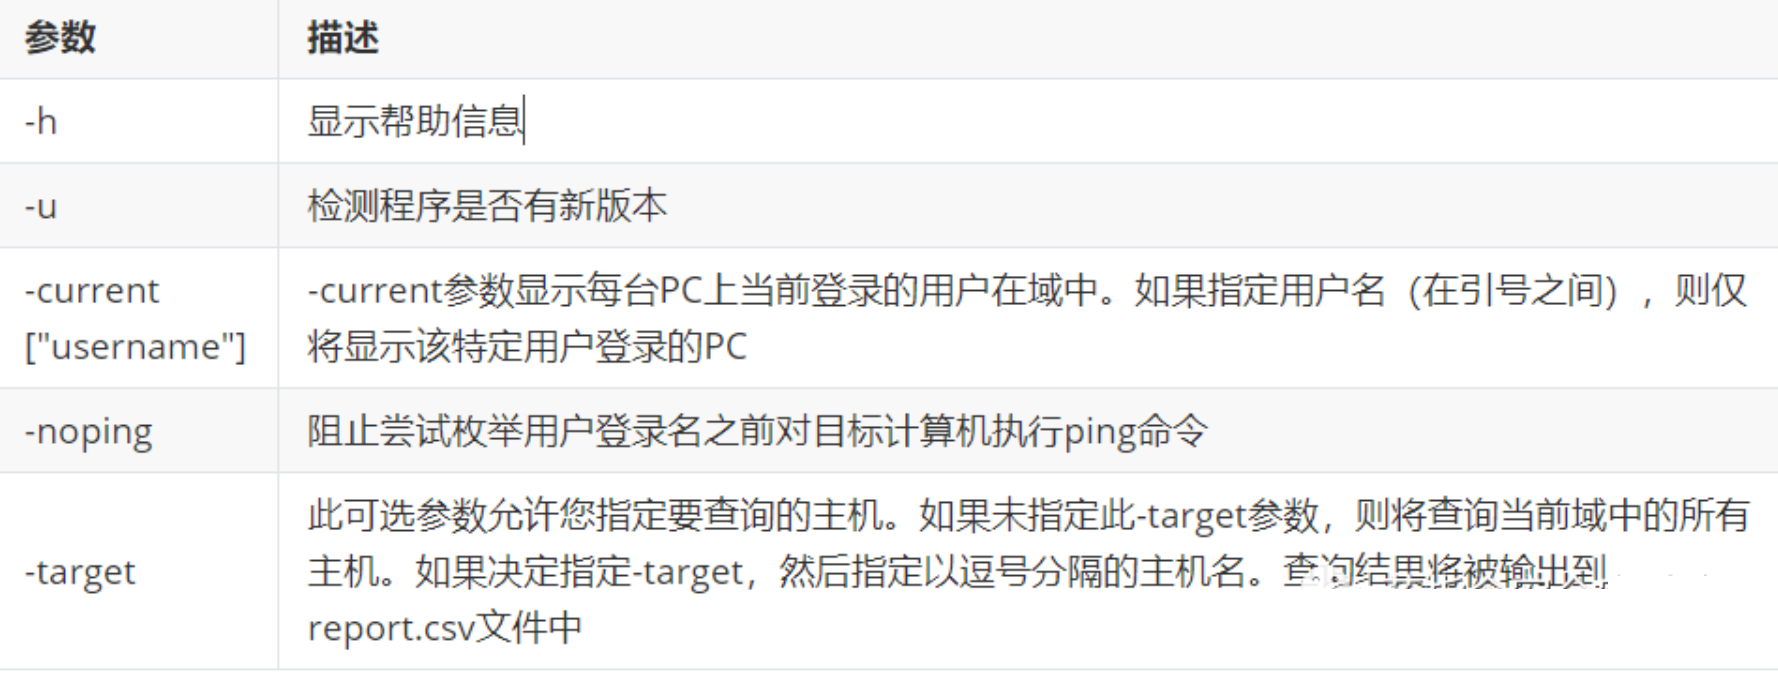 参数 描述
-h 显示帮助信息
-u 检测程序是否有新版本
-current -current参数显示每台PC上当前登录的用户在域中。如果指定用户名（在引号之间），则仅
["username"] 将显示该特定用户登录的PC
-noping 阻止尝试枚举用户登录名之前对目标计算机执行ping命令
此可选参数允许您指定要查询的主机。如果未指定此-target参数，则将查询当前域中的所有
-target 主机。如果决定指定-target，然后指定以逗号分隔的主机名。查询结果将被输出到
report.csv文件中